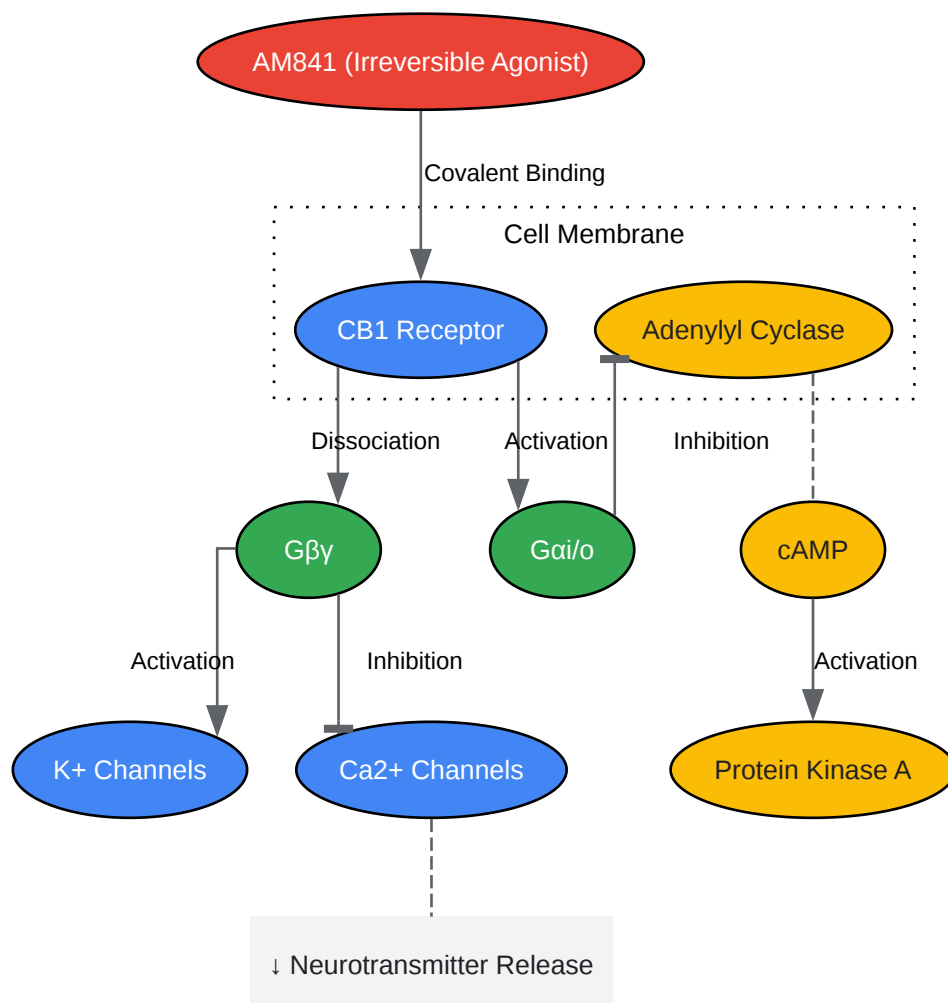 AM841 (Irreversible Agonist)
Covalent Binding
Cell Membrane
CB1 Receptor
Adenylyl Cyclase
Dissociation
Activation
Inhibition
Gβγ
Gαi/o
cAMP
Activation
Inhibition
Activation
K+ Channels
Ca2+ Channels
Protein Kinase A
↓ Neurotransmitter Release